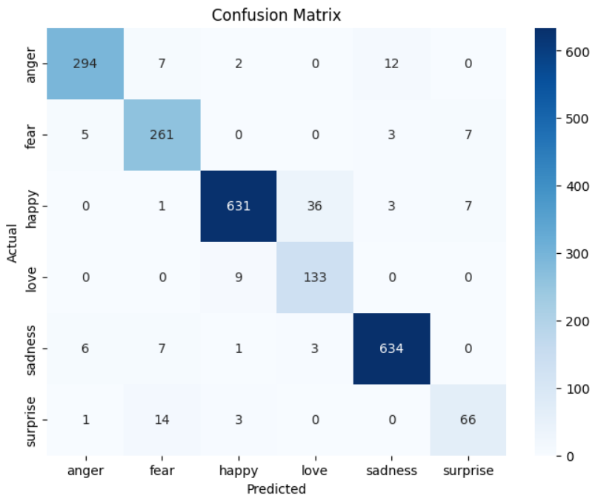 Confusion Matrix
Actual
anger 294 7 2 0 12 0
fear 5 261 0 0 3 7
happy 0 1 631 36 3 7
love 0 0 9 133 0 0
sadness 6 7 1 3 634 0
surprise 1 14 3 0 0 66
anger fear happy love sadness surprise
Predicted
600
500
400
300
200
100
0